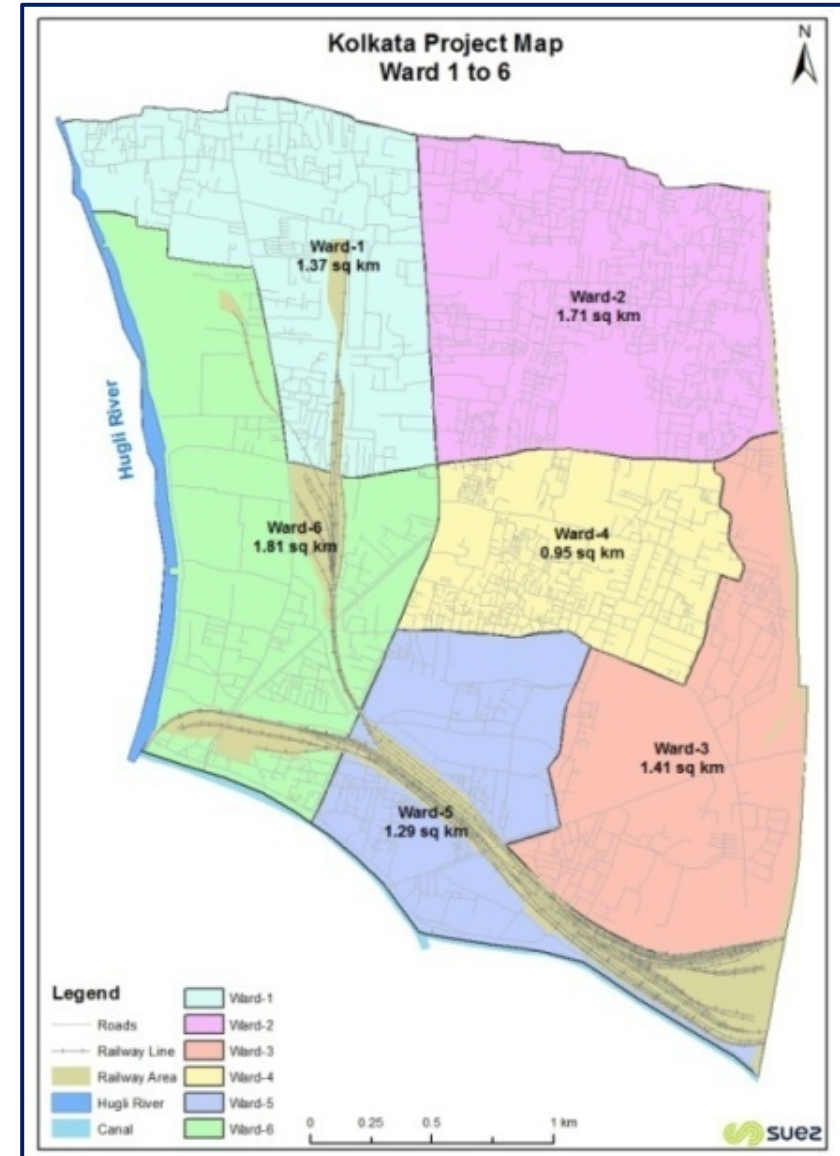 Kolkata Project Map
Ward 1 to 6
N
Ward-1
1.37 sq km
Ward-2
1.71 sq km
Hugli River
Ward-6
1.81 sq km
Ward-4
0.95 sq km
Ward-3
1.41 sq km
Ward-5
1.29 sq km
Legend
Roads
Railway Line
Railway Area
Hugli River
Canal
Ward-1
Ward-2
Ward-3
Ward-4
Ward-5
Ward-6
0 0.25 0.5 1 km
suez